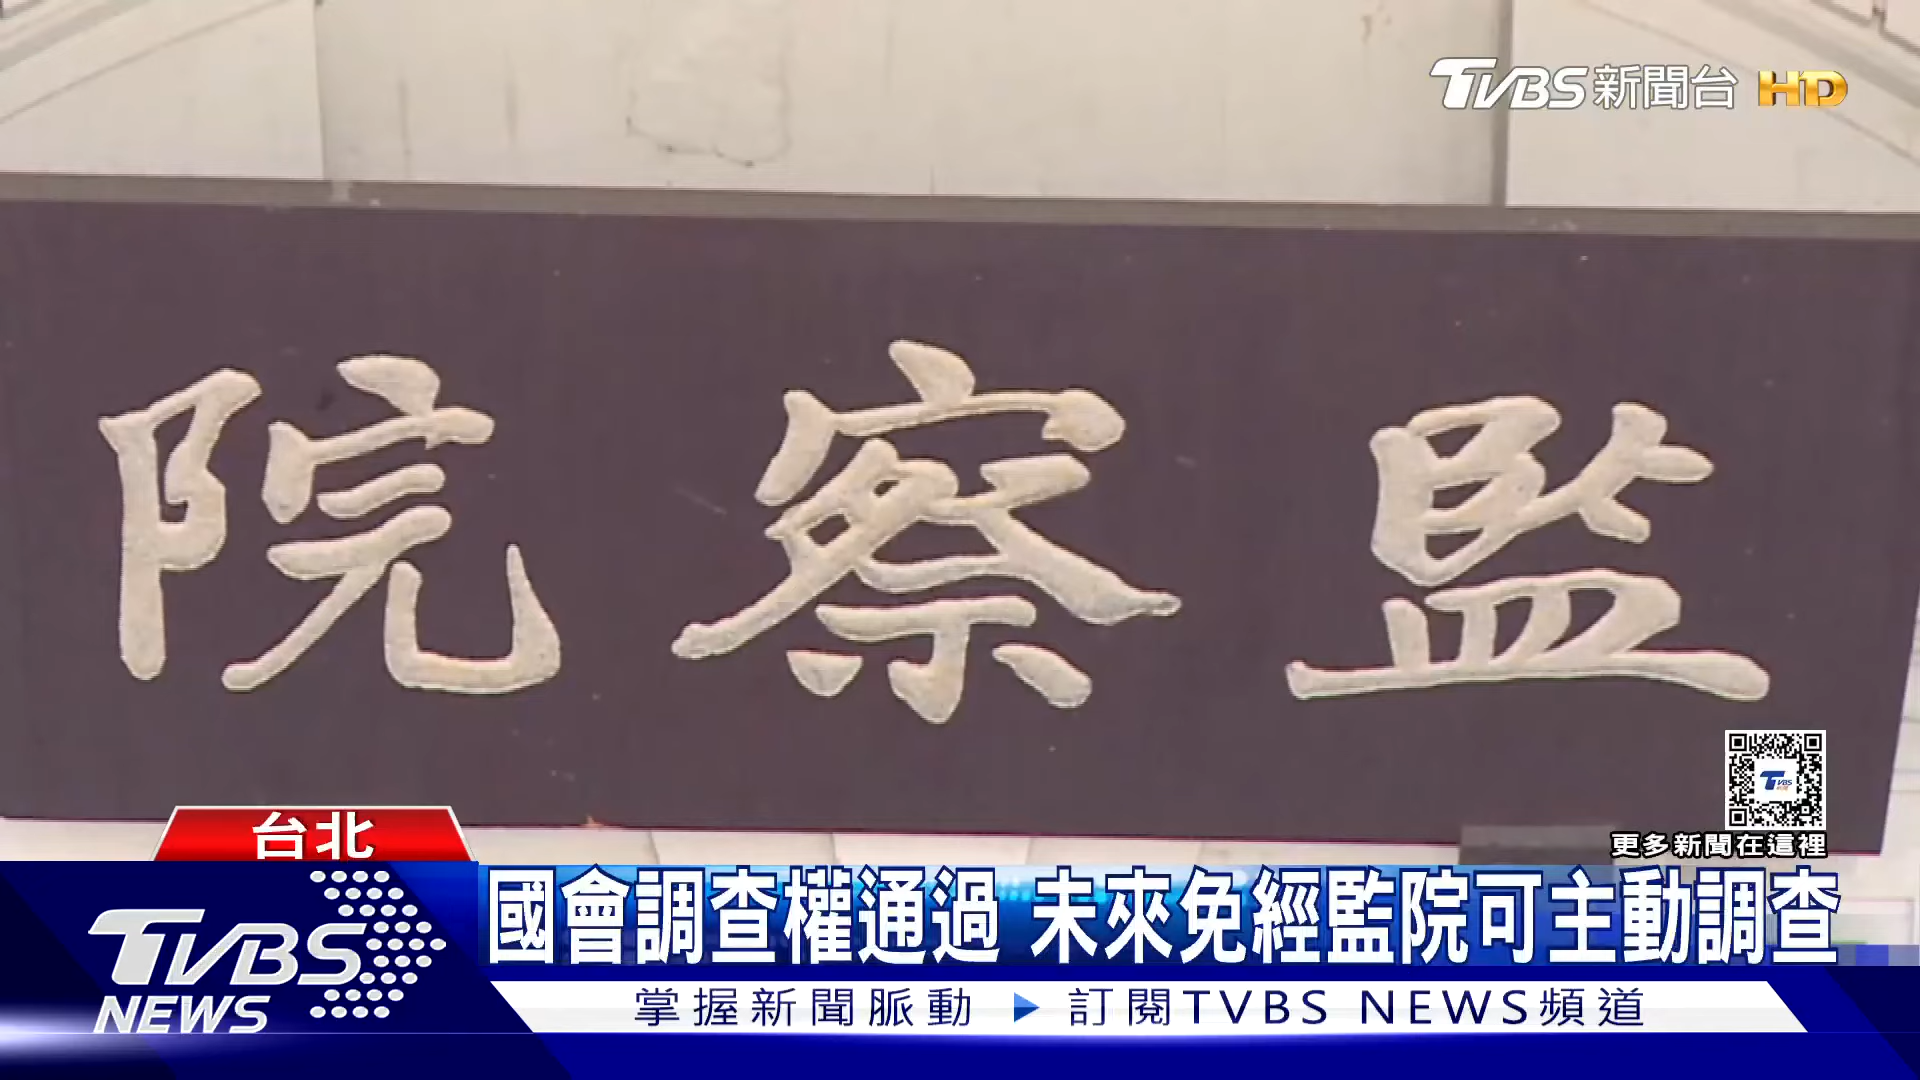 TVBS新聞台 HD
監察院
TVBS
更多新聞在這裡
台北
國會調查權通過 未來免經監院可主動調查
TVBS NEWS
掌握新聞脈動 ▶ 訂閱TVBS NEWS頻道